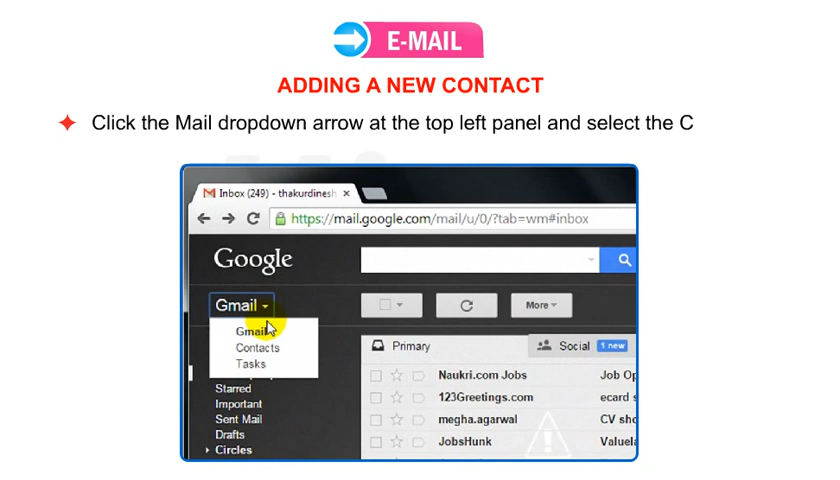 E-MAIL
ADDING A NEW CONTACT
Click the Mail dropdown arrow at the top left panel and select the C
Inbox (249) - thakurdinesh
https://mail.google.com/mail/u/0/?tab=wm#inbox
Google
Gmail
More
Gmail
Contacts
Tasks
Primary
Social 1 new
Starred
Important
Sent Mail
Drafts
Circles
Naukri.com Jobs Job Op
123Greetings.com ecard s
megha.agarwal CV sho
JobsHunk Valuela